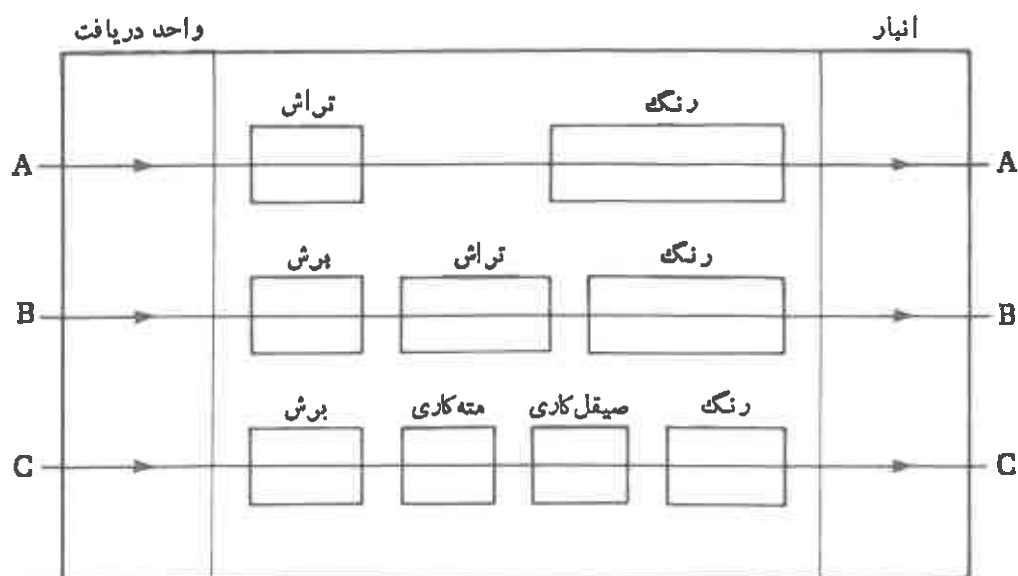 انبار واحد دریافت
رنگ تراش
A A
رنگ تراش برش
B B
رنگ صیقل‌کاری مته‌کاری برش
C C